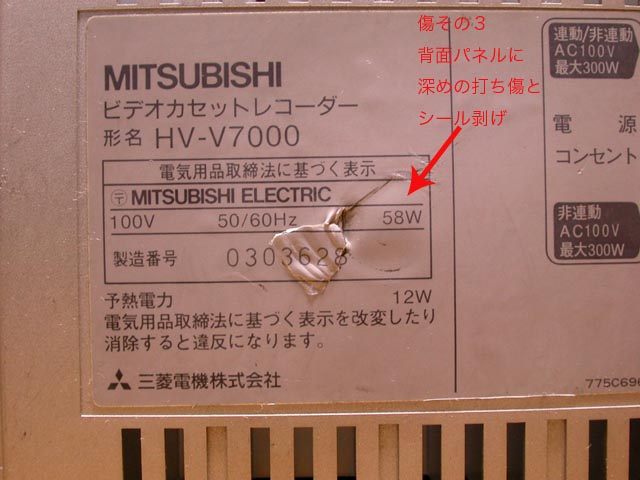 傷その３
背面パネルに
深めの打ち傷と
シール剥げ
MITSUBISHI
ビデオカセットレコーダー
形名 HV-V7000
電気用品取締法に基づく表示
〒 MITSUBISHI ELECTRIC
100V 50/60Hz 58W
製造番号 0303628
予熱電力 12W
電気用品取締法に基づく表示を改変したり
消除すると違反になります。
三菱電機株式会社
連動/非連動
AC100V
最大300W
電源
コンセント
非連動
AC100V
最大300W
775C696